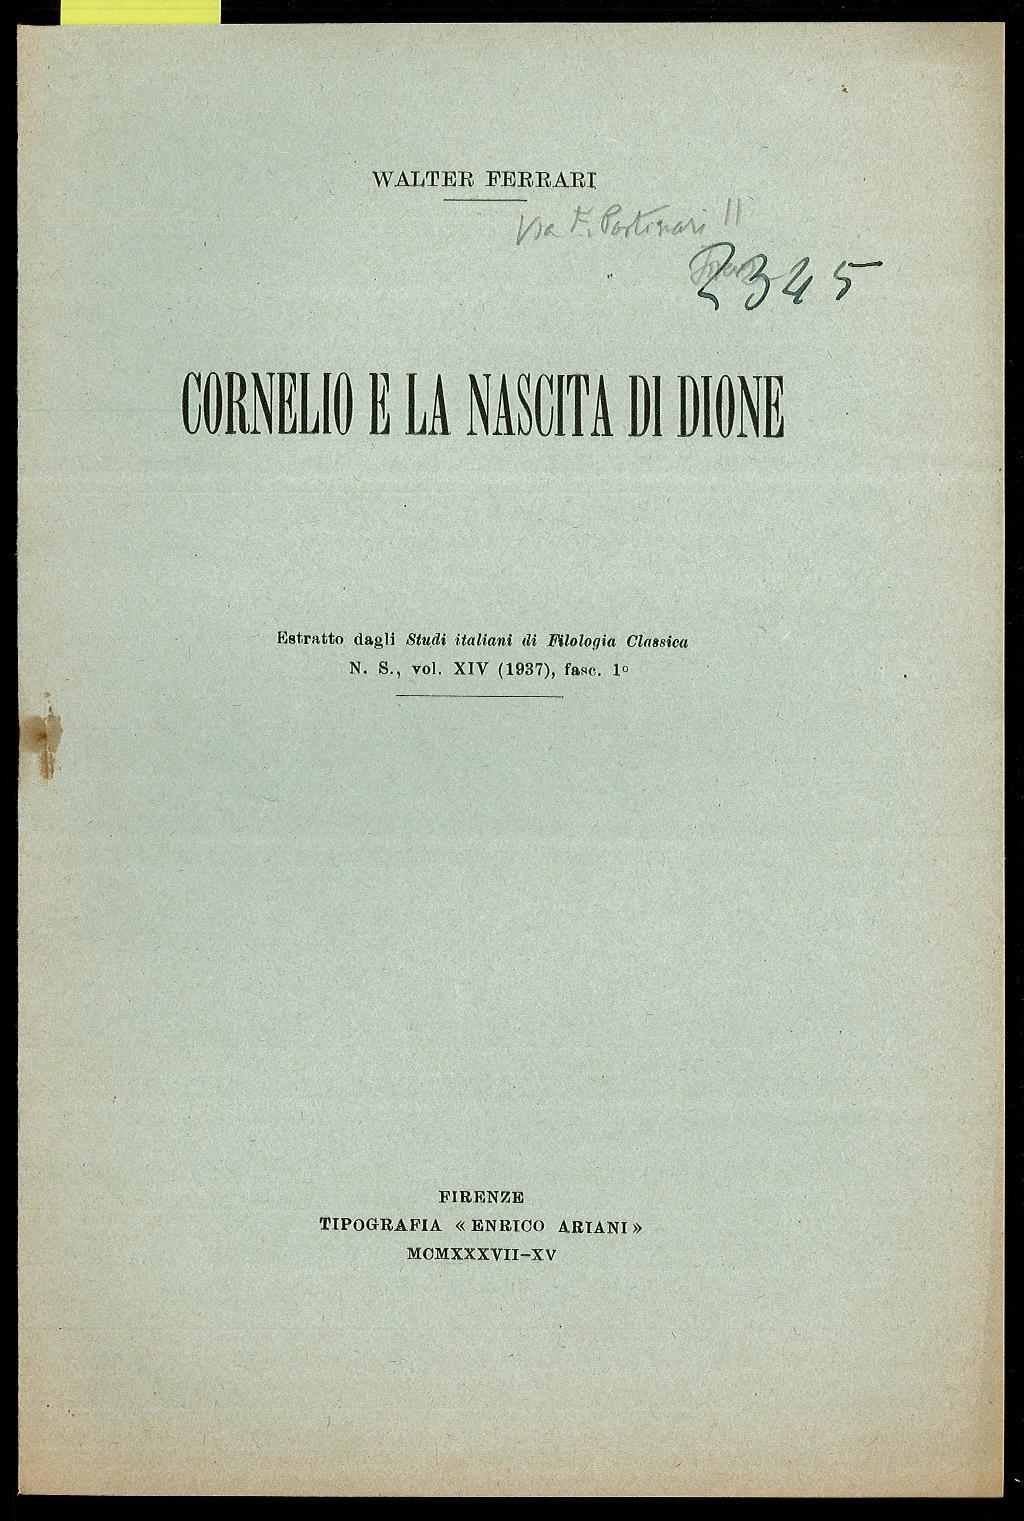 WALTER FERRARI
Via F. Portinari 11
2345
CORNELIO E LA NASCITA DI DIONE
Estratto dagli Studi italiani di Filologia Classica
N. S., vol. XIV (1937), fasc. 1º
FIRENZE
TIPOGRAFIA « ENRICO ARIANI »
MCMXXXVII-XV